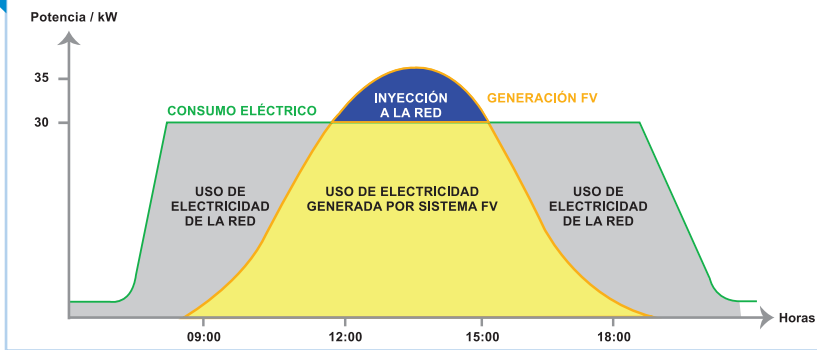 Potencia / kW
35
30
CONSUMO ELÉCTRICO
INYECCIÓN
A LA RED
GENERACIÓN FV
USO DE
ELECTRICIDAD
DE LA RED
USO DE ELECTRICIDAD
GENERADA POR SISTEMA FV
USO DE
ELECTRICIDAD
DE LA RED
Horas
09:00
12:00
15:00
18:00